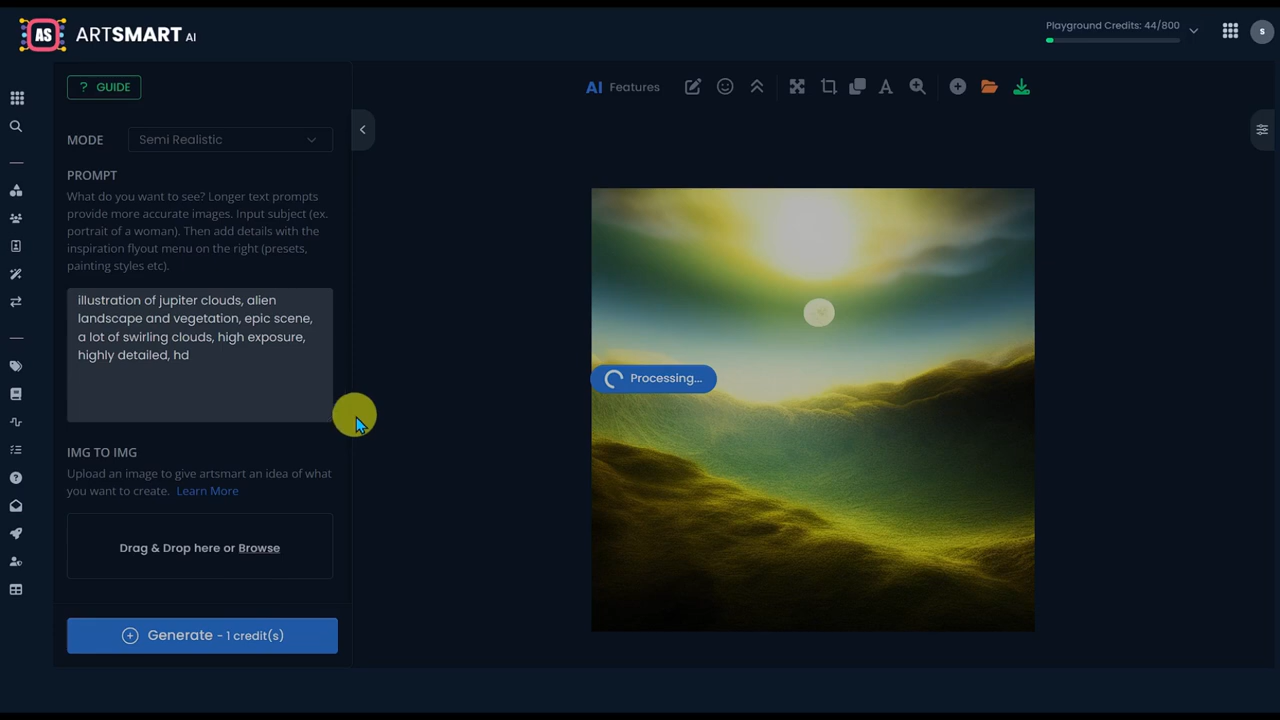 AS ARTSMART AI
Playground Credits: 44/800
S
? GUIDE
AI Features
A
MODE Semi Realistic
PROMPT
What do you want to see? Longer text prompts
provide more accurate images. Input subject (ex.
portrait of a woman). Then add details with the
inspiration flyout menu on the right (presets,
painting styles etc).
illustration of jupiter clouds, alien
landscape and vegetation, epic scene,
a lot of swirling clouds, high exposure,
highly detailed, hd
Processing...
IMG TO IMG
Upload an image to give artsmart an idea of what
you want to create. Learn More
Drag & Drop here or Browse
Generate - 1 credit(s)